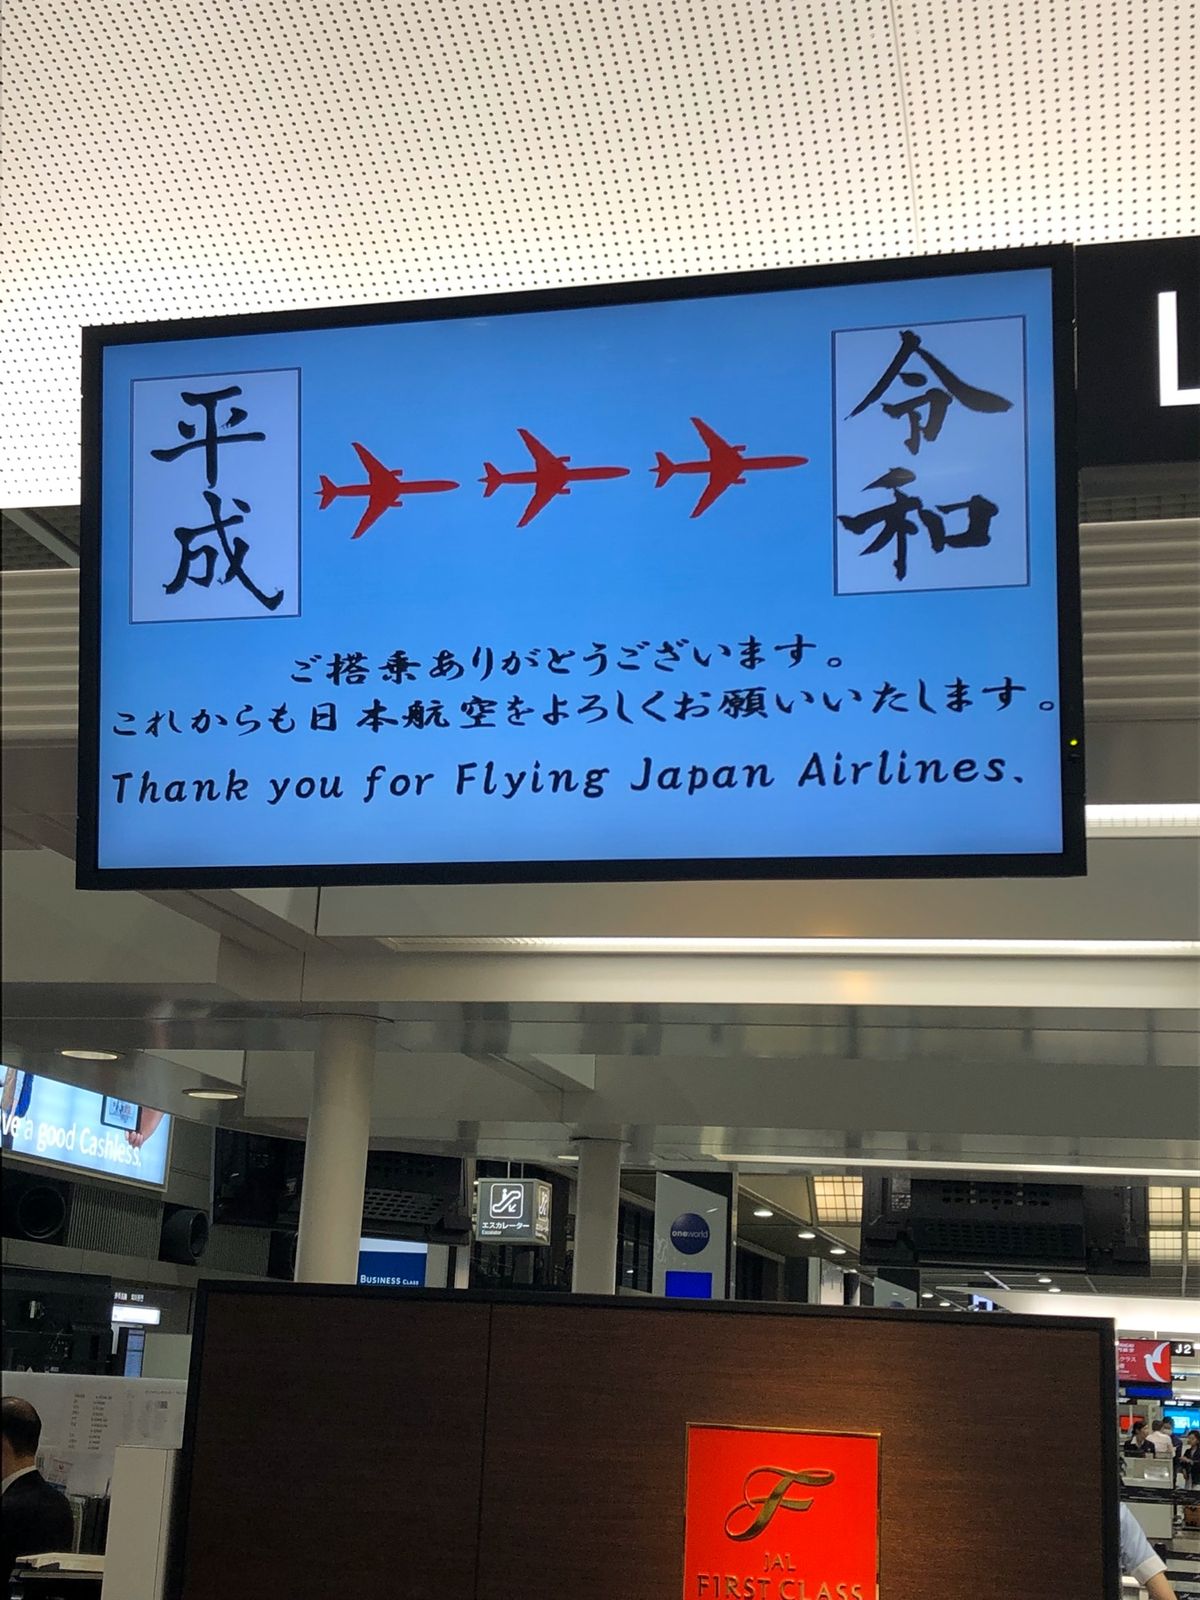 平成
令和
ご搭乗ありがとうございます。
これからも日本航空をよろしくお願いいたします。
Thank you for Flying Japan Airlines.
L
a good Cashless.
エスカレーター
Escalator
oneworld
BUSINESS CLASS
J2
クラス
F
JAL
FIRST CLASS